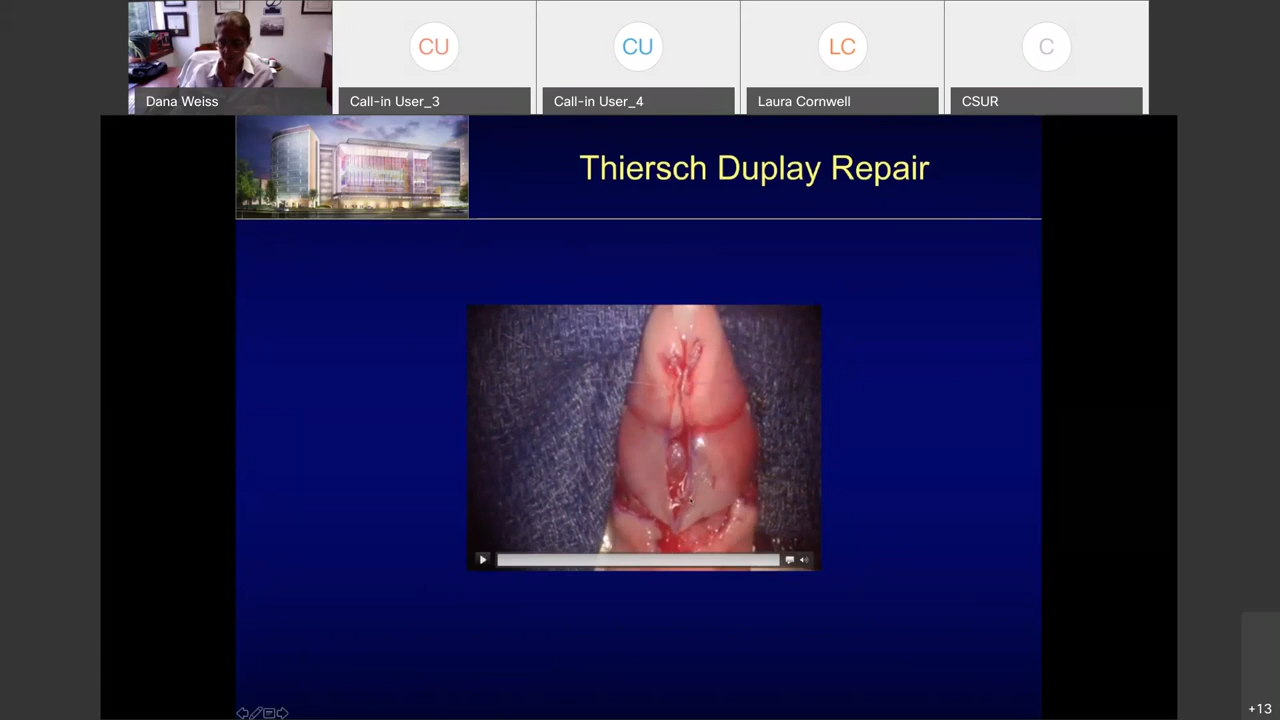 Dana Weiss
CU
Call-in User_3
CU
Call-in User_4
LC
Laura Cornwell
C
CSUR
Thiersch Duplay Repair
+13